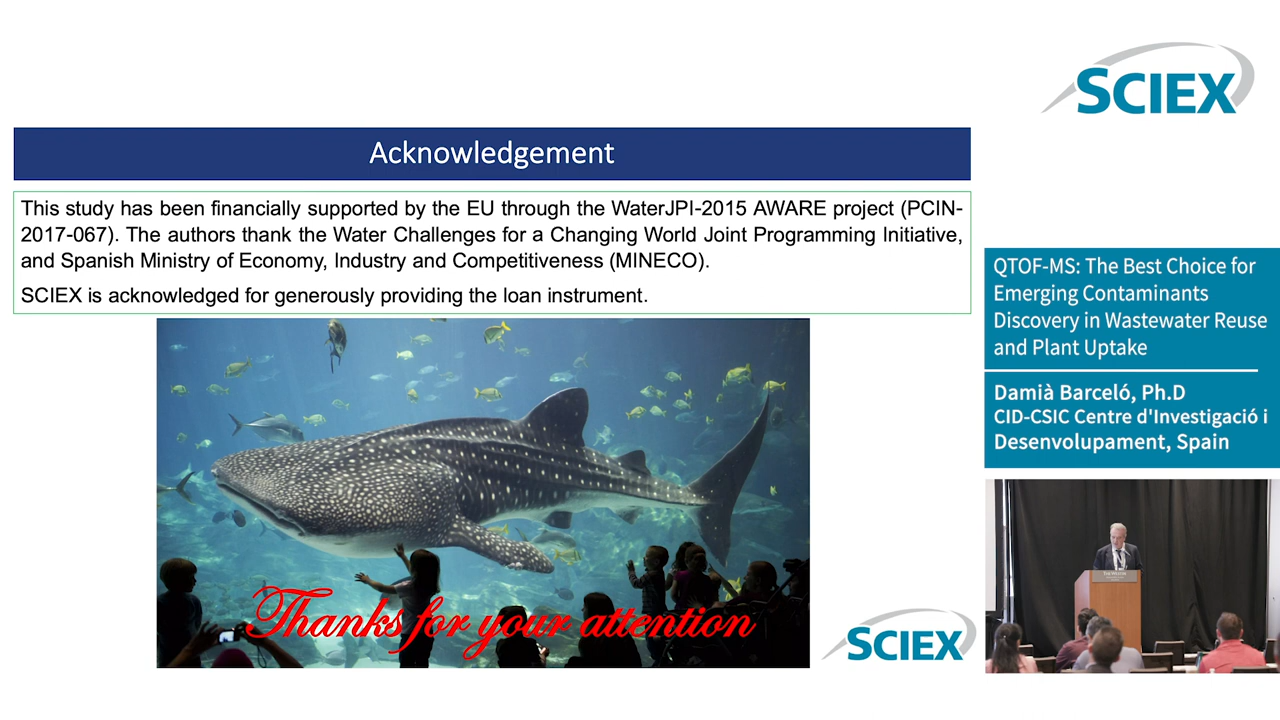 SCIEX
Acknowledgement
This study has been financially supported by the EU through the WaterJPI-2015 AWARE project (PCIN-
2017-067). The authors thank the Water Challenges for a Changing World Joint Programming Initiative,
and Spanish Ministry of Economy, Industry and Competitiveness (MINECO).
SCIEX is acknowledged for generously providing the loan instrument.
Thanks for your attention
SCIEX
QTOF-MS: The Best Choice for
Emerging Contaminants
Discovery in Wastewater Reuse
and Plant Uptake
Damià Barceló, Ph.D
CID-CSIC Centre d'Investigació i
Desenvolupament, Spain
THE WESTIN